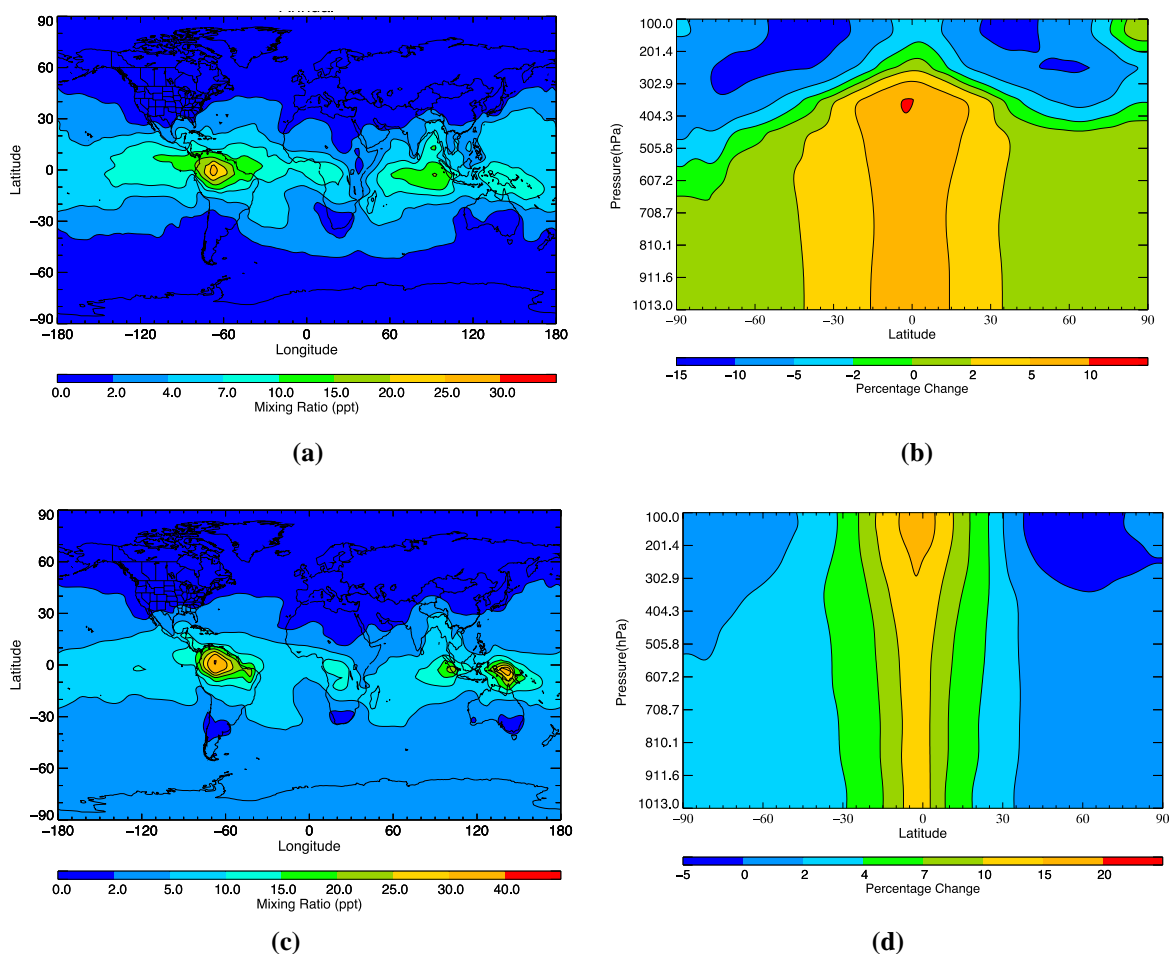 90
60
30
0
−30
−60
−90
Latitude
−180 −120 −60 0 60 120 180
Longitude
0.0 2.0 4.0 7.0 10.0 15.0 20.0 25.0 30.0
Mixing Ratio (ppt)
(a)
100.0
201.4
302.9
404.3
505.8
607.2
708.7
810.1
911.6
1013.0
Pressure(hPa)
−90 −60 −30 0 30 60 90
Latitude
−15 −10 −5 −2 0 2 5 10
Percentage Change
(b)
90
60
30
0
−30
−60
−90
Latitude
−180 −120 −60 0 60 120 180
Longitude
0.0 2.0 5.0 10.0 15.0 20.0 25.0 30.0 40.0
Mixing Ratio (ppt)
(c)
100.0
201.4
302.9
404.3
505.8
607.2
708.7
810.1
911.6
1013.0
Pressure(hPa)
−90 −60 −30 0 30 60 90
Latitude
−5 0 2 4 7 10 15 20
Percentage Change
(d)